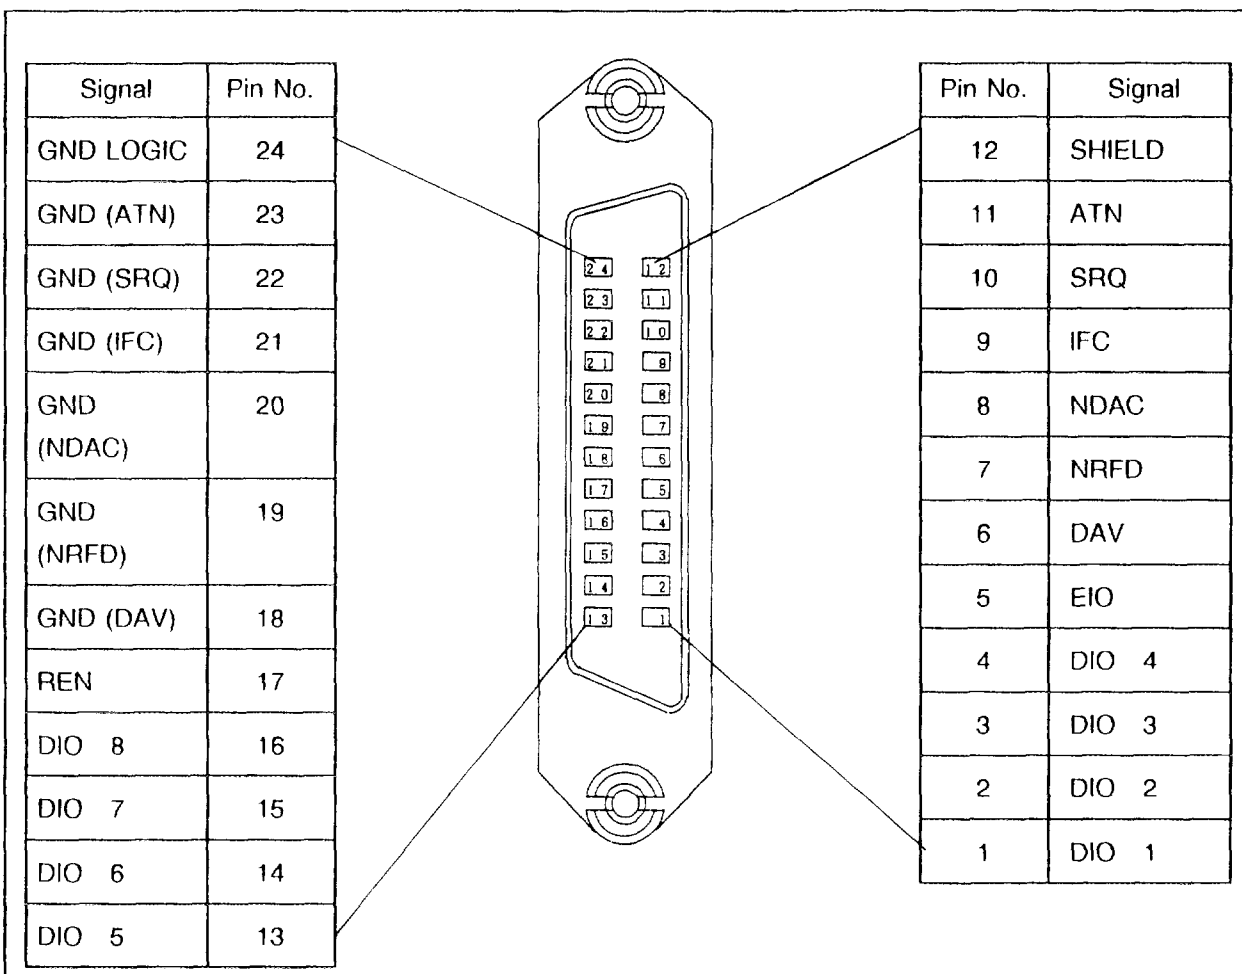 Signal Pin No.
GND LOGIC 24
GND (ATN) 23
GND (SRQ) 22
GND (IFC) 21
GND 20
(NDAC)
GND 19
(NRFD)
GND (DAV) 18
REN 17
DIO 8 16
DIO 7 15
DIO 6 14
DIO 5 13
24 12
23 11
22 10
21 9
20 8
19 7
18 6
17 5
16 4
15 3
14 2
13 1
Pin No. Signal
12 SHIELD
11 ATN
10 SRQ
9 IFC
8 NDAC
7 NRFD
6 DAV
5 EIO
4 DIO 4
3 DIO 3
2 DIO 2
1 DIO 1